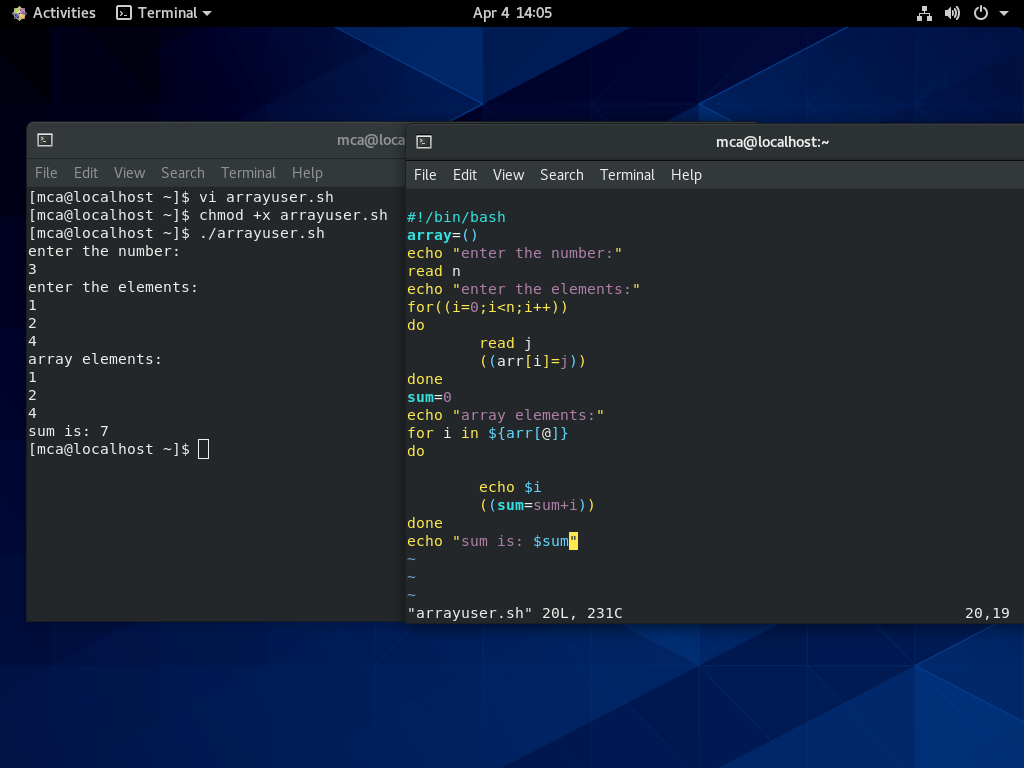 Activities Terminal Apr 4 14:05
mca@loca
File Edit View Search Terminal Help
[mca@localhost ~]$ vi arrayuser.sh
[mca@localhost ~]$ chmod +x arrayuser.sh
[mca@localhost ~]$ ./arrayuser.sh
enter the number:
3
enter the elements:
1
2
4
array elements:
1
2
4
sum is: 7
[mca@localhost ~]$
mca@localhost:~
File Edit View Search Terminal Help
#!/bin/bash
array=()
echo "enter the number:"
read n
echo "enter the elements:"
for((i=0;i<n;i++))
do
read j
((arr[i]=j))
done
sum=0
echo "array elements:"
for i in ${arr[@]}
do
echo $i
((sum=sum+i))
done
echo "sum is: $sum"
~
~
~
"arrayuser.sh" 20L, 231C 20,19